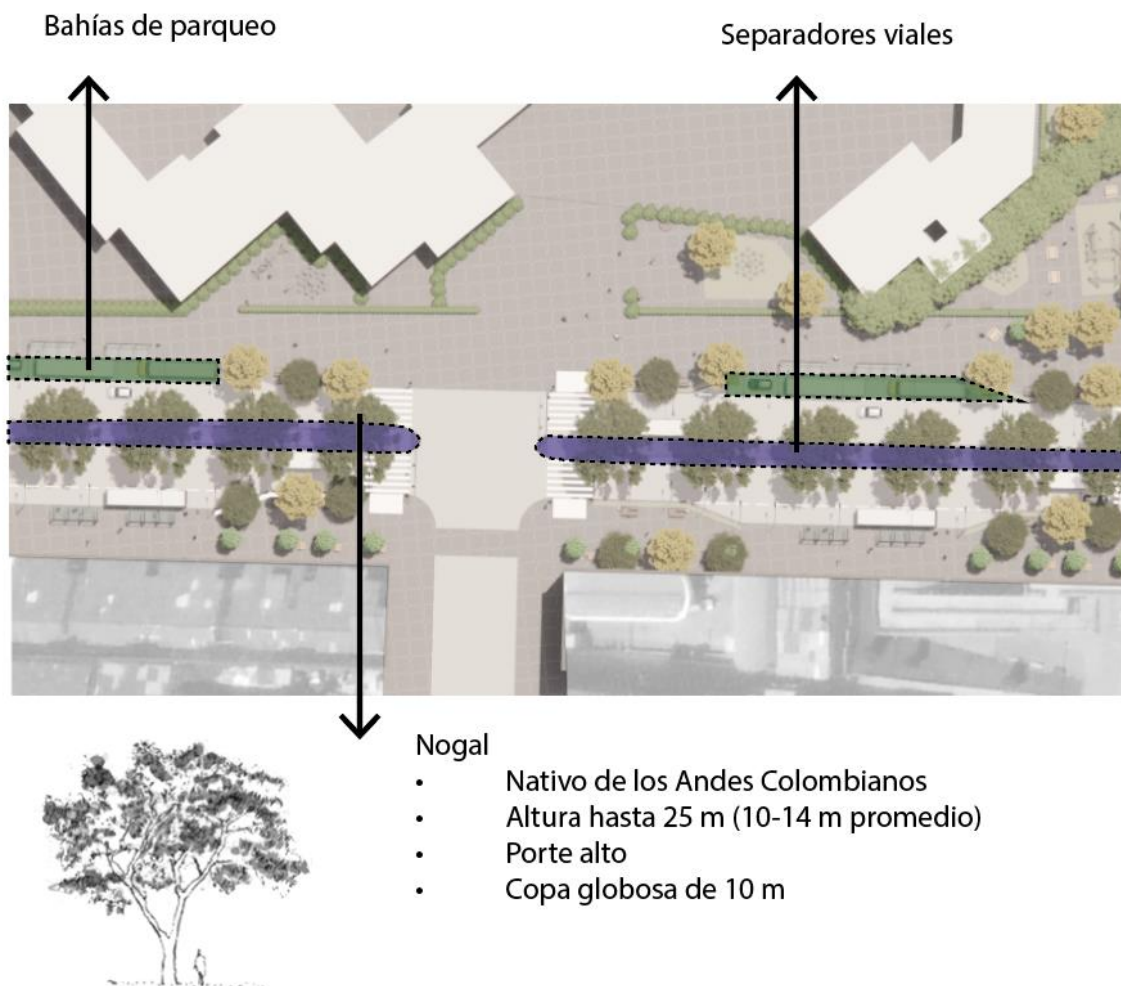 Bahías de parqueo
Separadores viales
Nogal
• Nativo de los Andes Colombianos
• Altura hasta 25 m (10-14 m promedio)
• Porte alto
• Copa globosa de 10 m